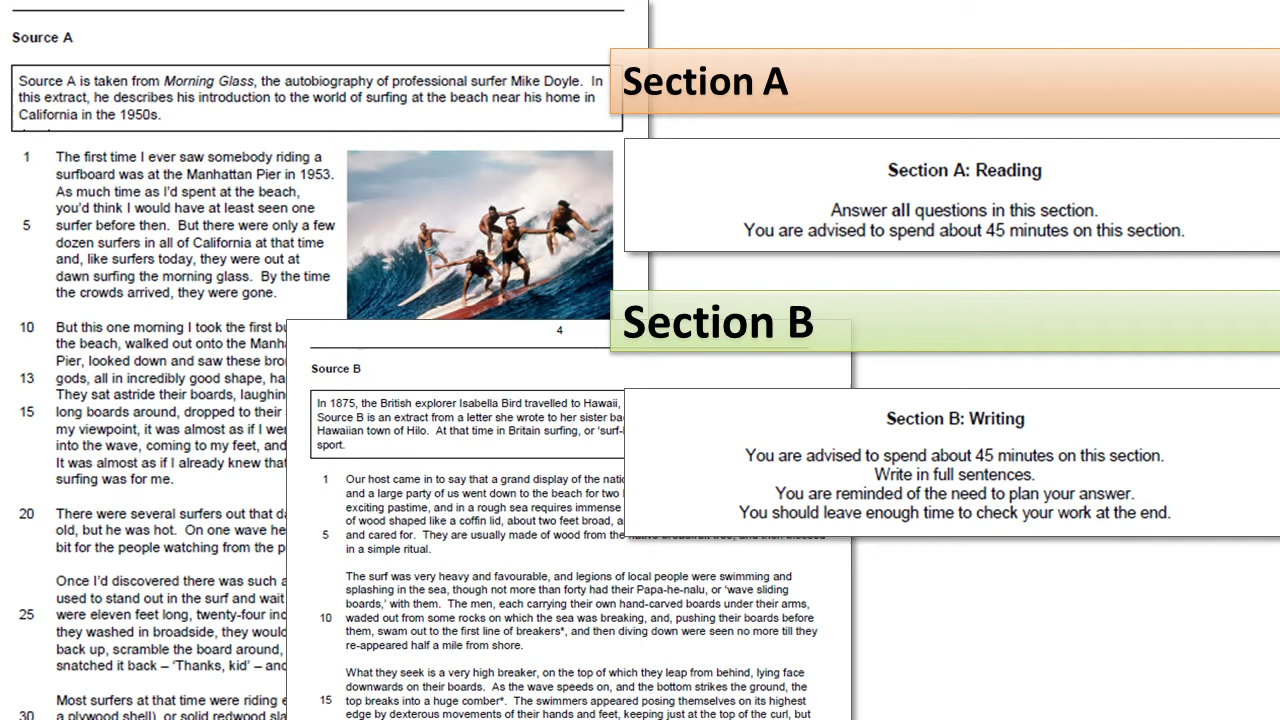 Source A
Source A is taken from Morning Glass, the autobiography of professional surfer Mike Doyle. In
this extract, he describes his introduction to the world of surfing at the beach near his home in
California in the 1950s.
1 The first time I ever saw somebody riding a
surfboard was at the Manhattan Pier in 1953.
As much time as I'd spent at the beach,
you'd think I would have at least seen one
5 surfer before then. But there were only a few
dozen surfers in all of California at that time
and, like surfers today, they were out at
dawn surfing the morning glass. By the time
the crowds arrived, they were gone.
10 But this one morning I took the first bu
the beach, walked out onto the Manh
Pier, looked down and saw these bro
13 gods, all in incredibly good shape, ha
They sat astride their boards, laughin
15 long boards around, dropped to their
my viewpoint, it was almost as if I we
into the wave, coming to my feet, and
It was almost as if I already knew that
surfing was for me.
20 There were several surfers out that da
old, but he was hot. On one wave he
bit for the people watching from the p
Once I'd discovered there was such a
used to stand out in the surf and wait
25 were eleven feet long, twenty-four inc
they washed in broadside, they would
back up, scramble the board around,
snatched it back – 'Thanks, kid' – and
Most surfers at that time were riding e
30 a plywood shell), or solid redwood sla
4
Source B
In 1875, the British explorer Isabella Bird travelled to Hawaii,
Source B is an extract from a letter she wrote to her sister bac
Hawaiian town of Hilo. At that time in Britain surfing, or 'surf-
sport.
1 Our host came in to say that a grand display of the natio
and a large party of us went down to the beach for two
exciting pastime, and in a rough sea requires immense
of wood shaped like a coffin lid, about two feet broad, a
5 and cared for. They are usually made of wood from the native breadfruit tree, and then blessed
in a simple ritual.
The surf was very heavy and favourable, and legions of local people were swimming and
splashing in the sea, though not more than forty had their Papa-he-nalu, or 'wave sliding
boards,' with them. The men, each carrying their own hand-carved boards under their arms,
10 waded out from some rocks on which the sea was breaking, and, pushing their boards before
them, swam out to the first line of breakers*, and then diving down were seen no more till they
re-appeared half a mile from shore.
What they seek is a very high breaker, on the top of which they leap from behind, lying face
downwards on their boards. As the wave speeds on, and the bottom strikes the ground, the
15 top breaks into a huge comber*. The swimmers appeared posing themselves on its highest
edge by dexterous movements of their hands and feet, keeping just at the top of the curl, but
Section A
Section A: Reading
Answer all questions in this section.
You are advised to spend about 45 minutes on this section.
Section B
Section B: Writing
You are advised to spend about 45 minutes on this section.
Write in full sentences.
You are reminded of the need to plan your answer.
You should leave enough time to check your work at the end.